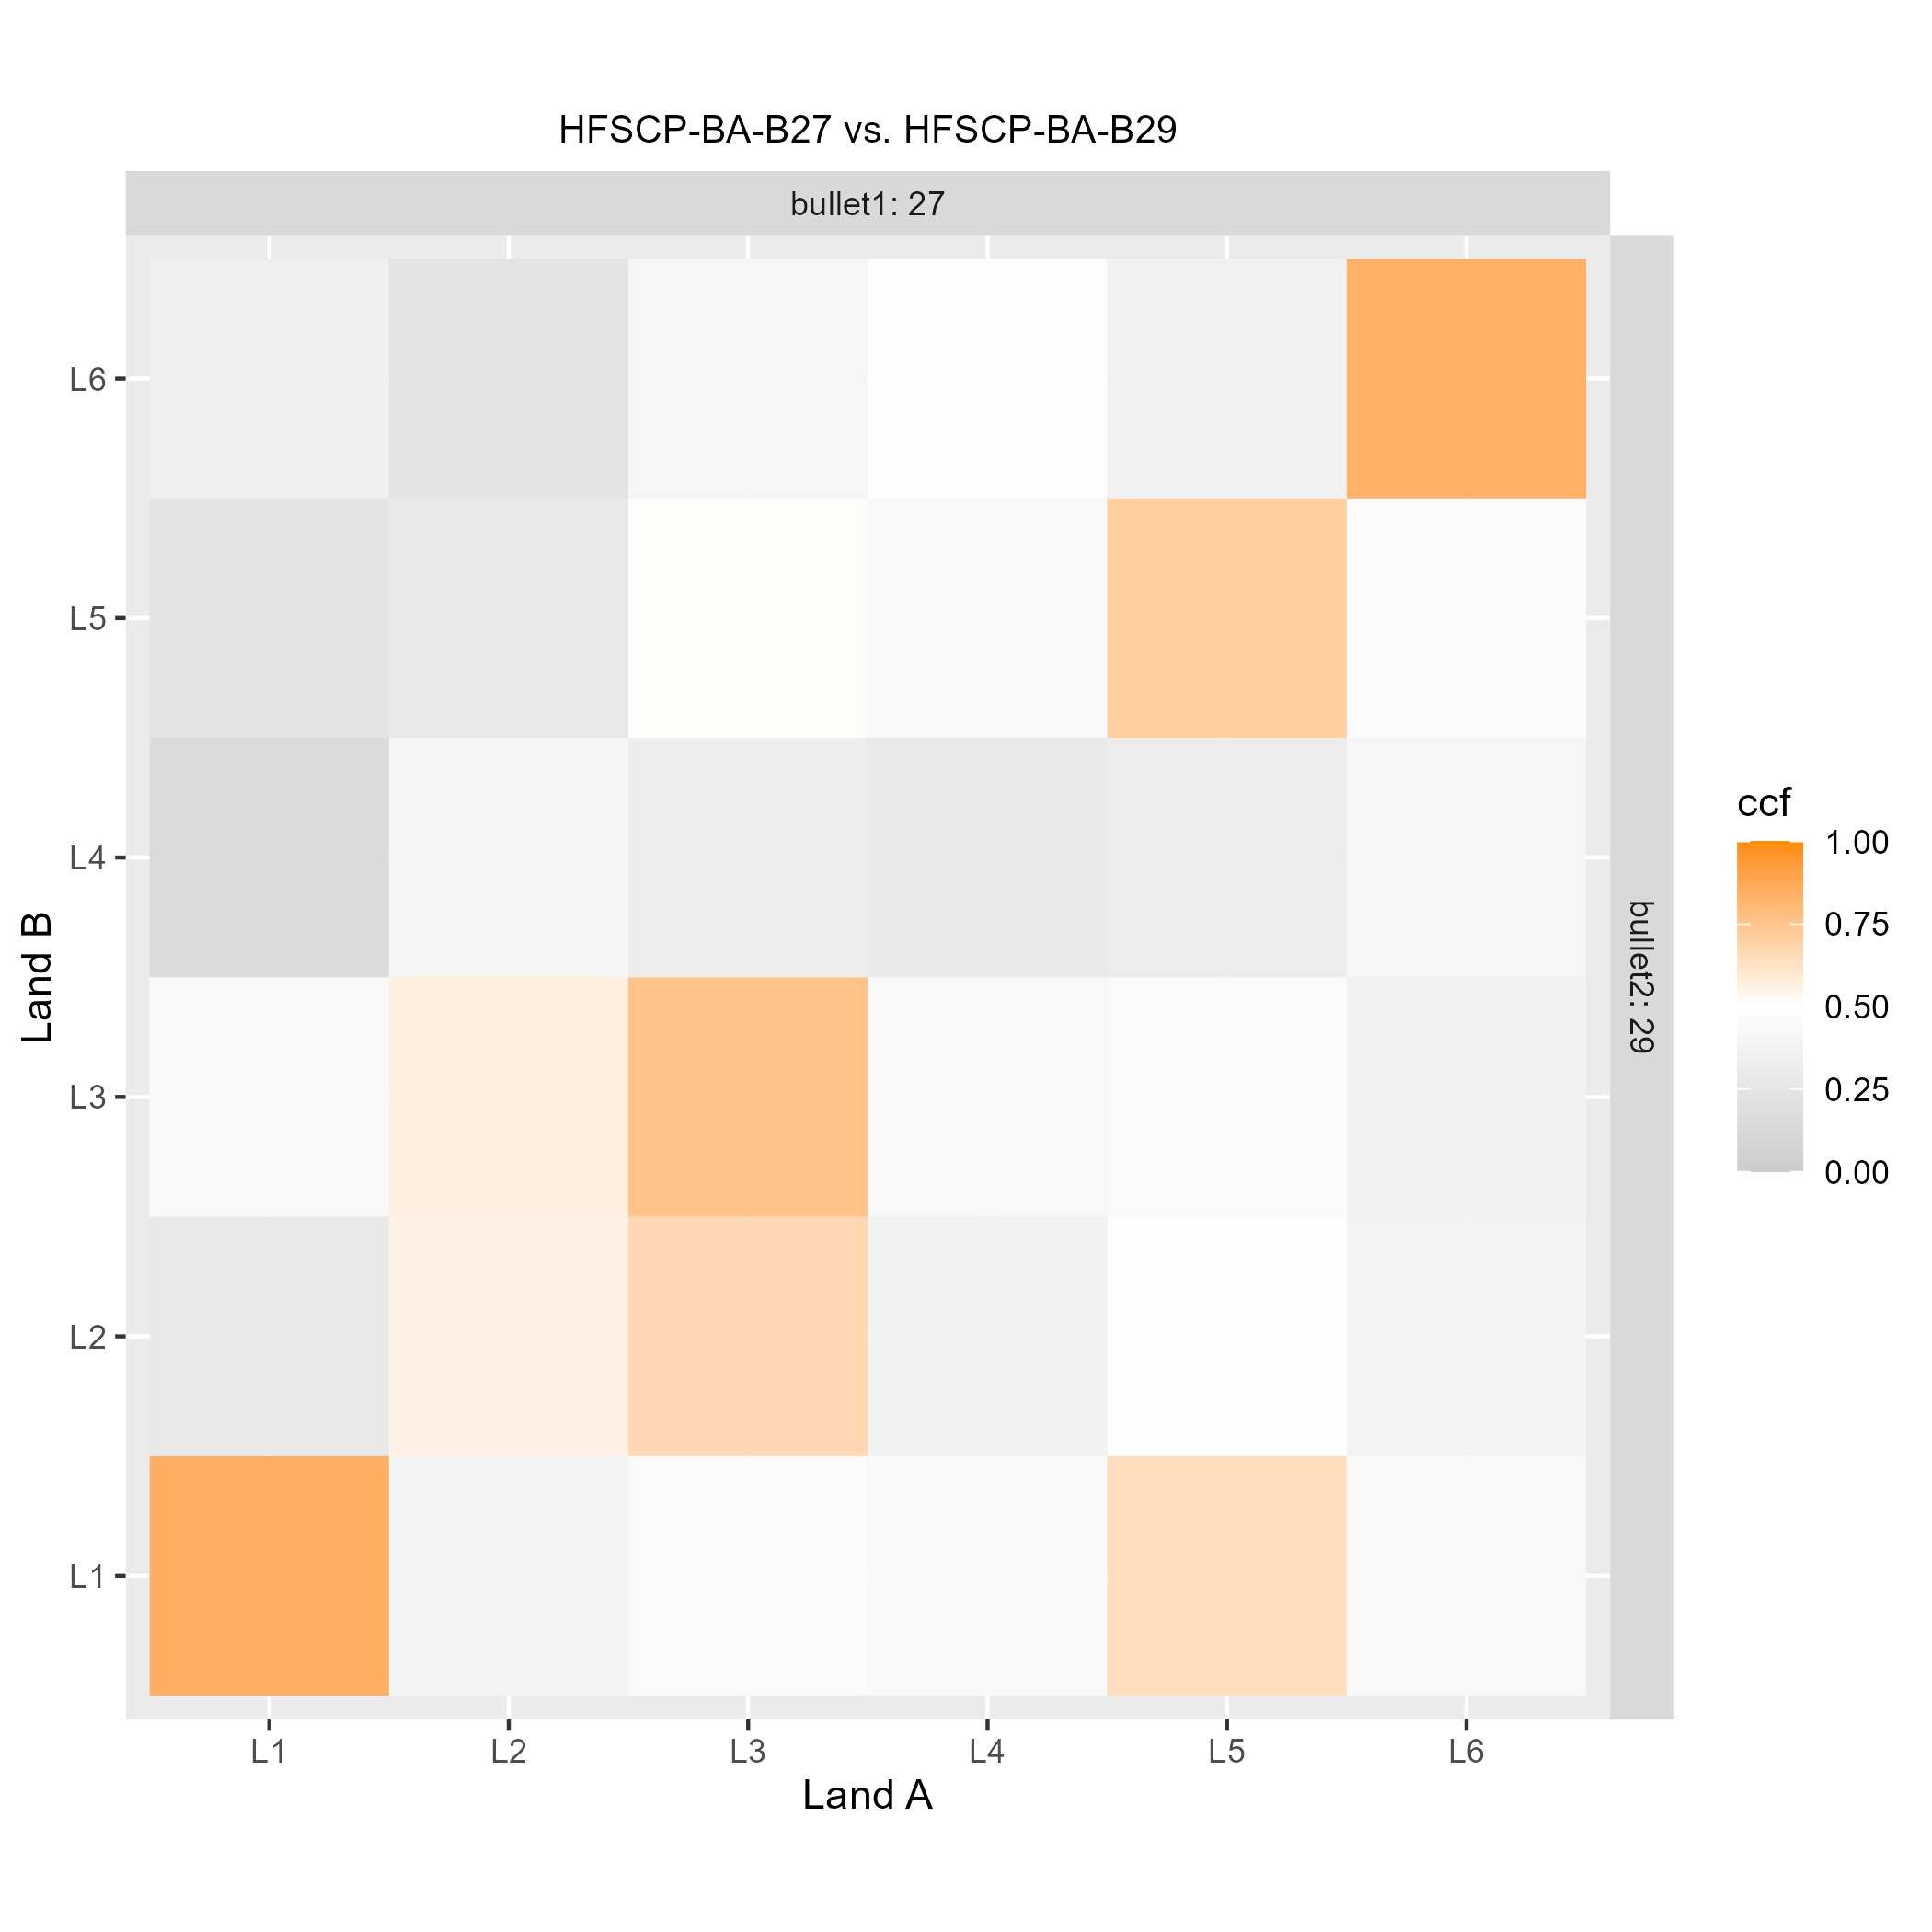 HFSCP-BA-B27 vs. HFSCP-BA-B29
bullet1: 27
L6
L5
L4
L3
L2
L1
Land B
bullet2: 29
L1 L2 L3 L4 L5 L6
Land A
ccf
1.00
0.75
0.50
0.25
0.00